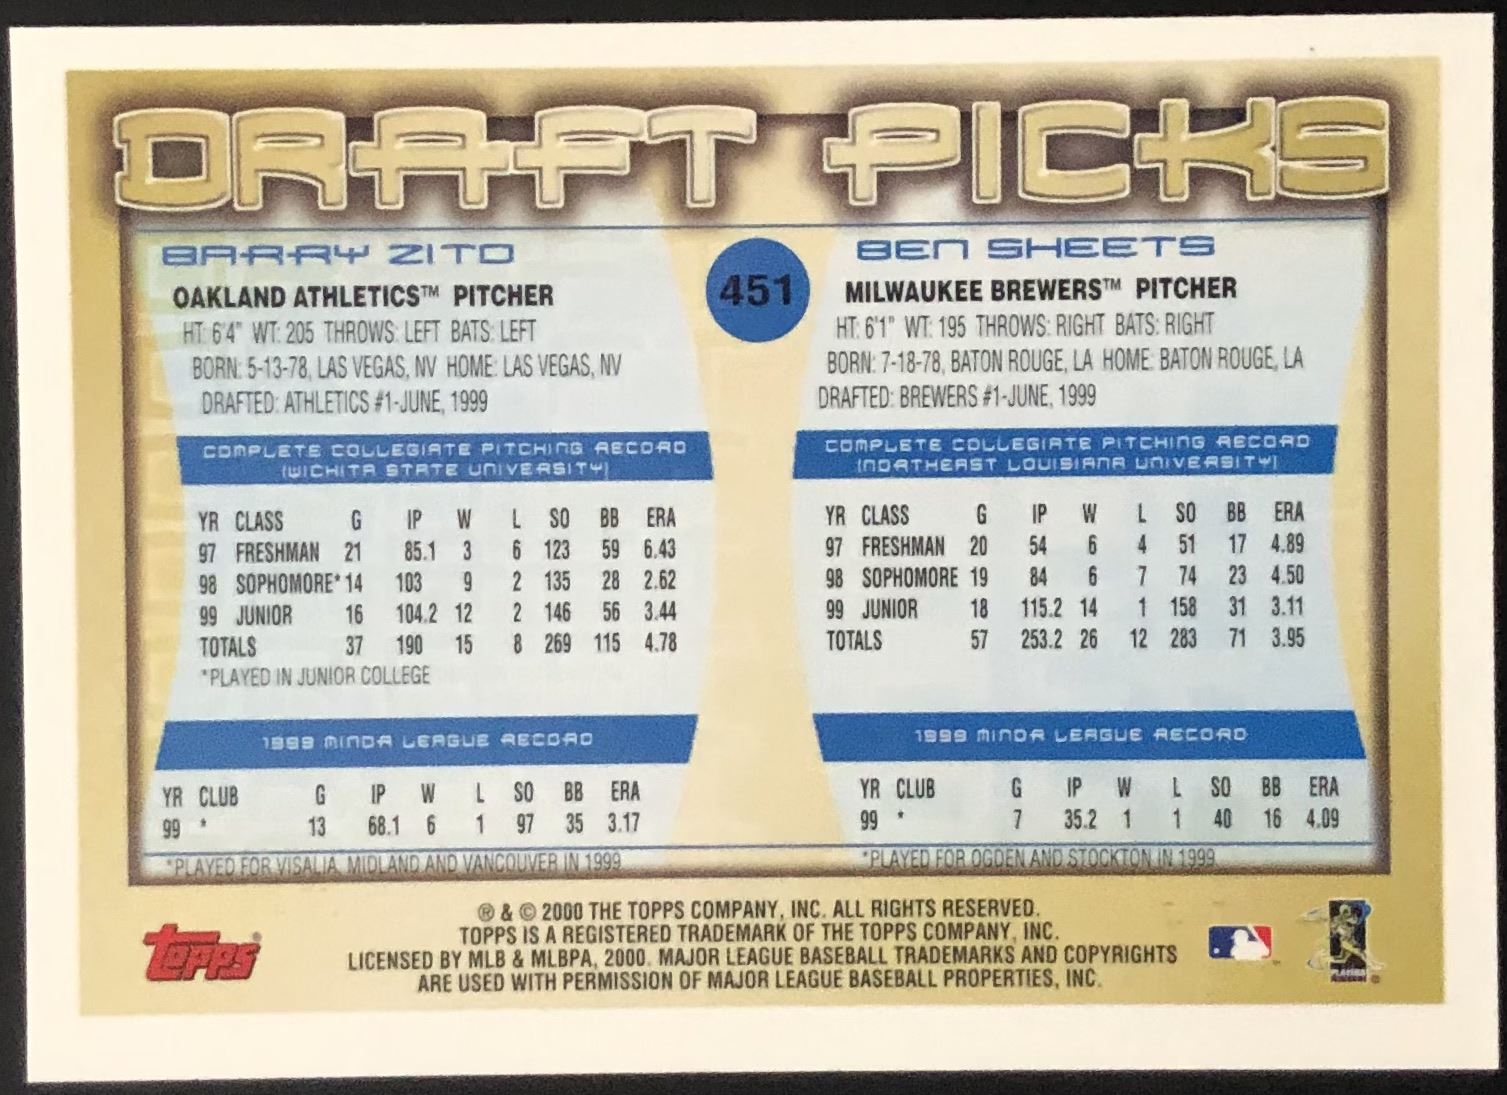 DRAFT PICKS
BARRY ZITO
OAKLAND ATHLETICS™ PITCHER
HT: 6'4" WT: 205 THROWS: LEFT BATS: LEFT
BORN: 5-13-78, LAS VEGAS, NV HOME: LAS VEGAS, NV
DRAFTED: ATHLETICS #1-JUNE, 1999
COMPLETE COLLEGIATE PITCHING RECORD
(WICHITA STATE UNIVERSITY)
YR CLASS G IP W L SO BB ERA
97 FRESHMAN 21 85.1 3 6 123 59 6.43
98 SOPHOMORE* 14 103 9 2 135 28 2.62
99 JUNIOR 16 104.2 12 2 146 56 3.44
TOTALS 37 190 15 8 269 115 4.78
*PLAYED IN JUNIOR COLLEGE
1999 MINOR LEAGUE RECORD
YR CLUB G IP W L SO BB ERA
99 * 13 68.1 6 1 97 35 3.17
*PLAYED FOR VISALIA, MIDLAND AND VANCOUVER IN 1999
451
BEN SHEETS
MILWAUKEE BREWERS™ PITCHER
HT: 6'1" WT: 195 THROWS: RIGHT BATS: RIGHT
BORN: 7-18-78, BATON ROUGE, LA HOME: BATON ROUGE, LA
DRAFTED: BREWERS #1-JUNE, 1999
COMPLETE COLLEGIATE PITCHING RECORD
(NORTHEAST LOUISIANA UNIVERSITY)
YR CLASS G IP W L SO BB ERA
97 FRESHMAN 20 54 6 4 51 17 4.89
98 SOPHOMORE 19 84 6 7 74 23 4.50
99 JUNIOR 18 115.2 14 1 158 31 3.11
TOTALS 57 253.2 26 12 283 71 3.95
1999 MINOR LEAGUE RECORD
YR CLUB G IP W L SO BB ERA
99 * 7 35.2 1 1 40 16 4.09
*PLAYED FOR OGDEN AND STOCKTON IN 1999
® & © 2000 THE TOPPS COMPANY, INC. ALL RIGHTS RESERVED.
TOPPS IS A REGISTERED TRADEMARK OF THE TOPPS COMPANY, INC.
LICENSED BY MLB & MLBPA, 2000. MAJOR LEAGUE BASEBALL TRADEMARKS AND COPYRIGHTS
ARE USED WITH PERMISSION OF MAJOR LEAGUE BASEBALL PROPERTIES, INC.
Topps®